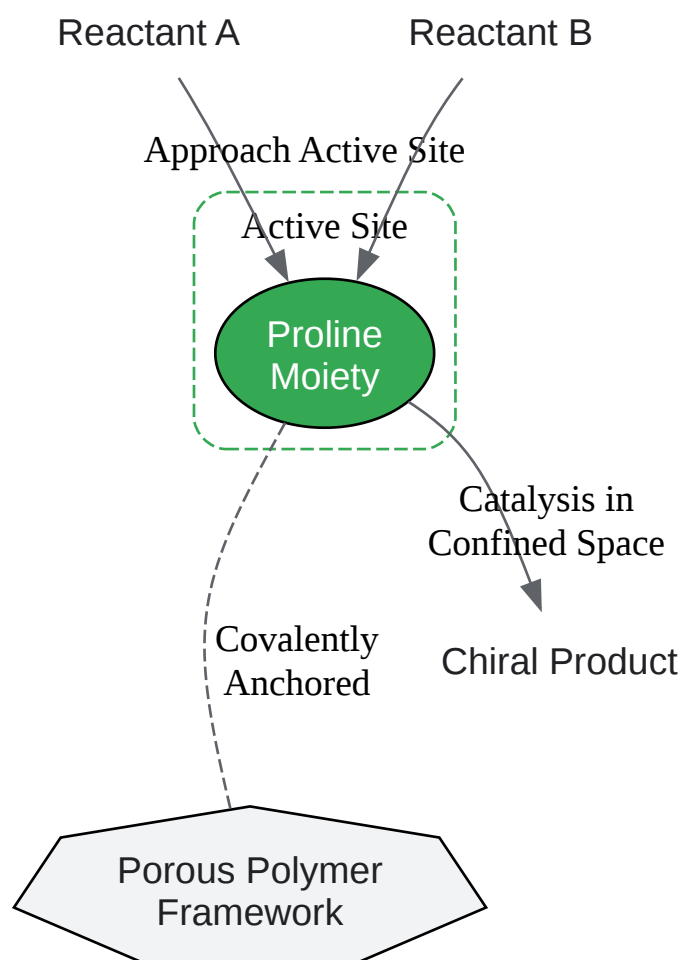 Reactant A
Reactant B
Approach Active Site
Active Site
Proline
Moiety
Catalysis in
Confined Space
Covalently
Anchored
Chiral Product
Porous Polymer
Framework